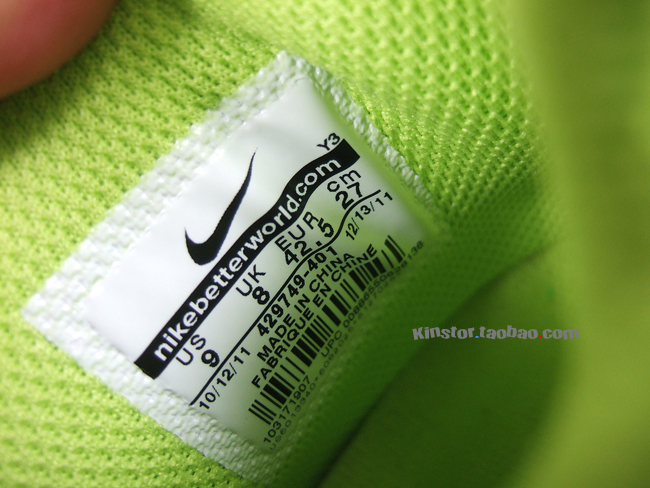 Y3
nikebetterworld.com
US UK EUR cm
9 8 42.5 27
10/12/11 429749-401 12/13/11
MADE IN CHINA
FABRIQUE EN CHINE
103171907
Kinstor.taobao.com